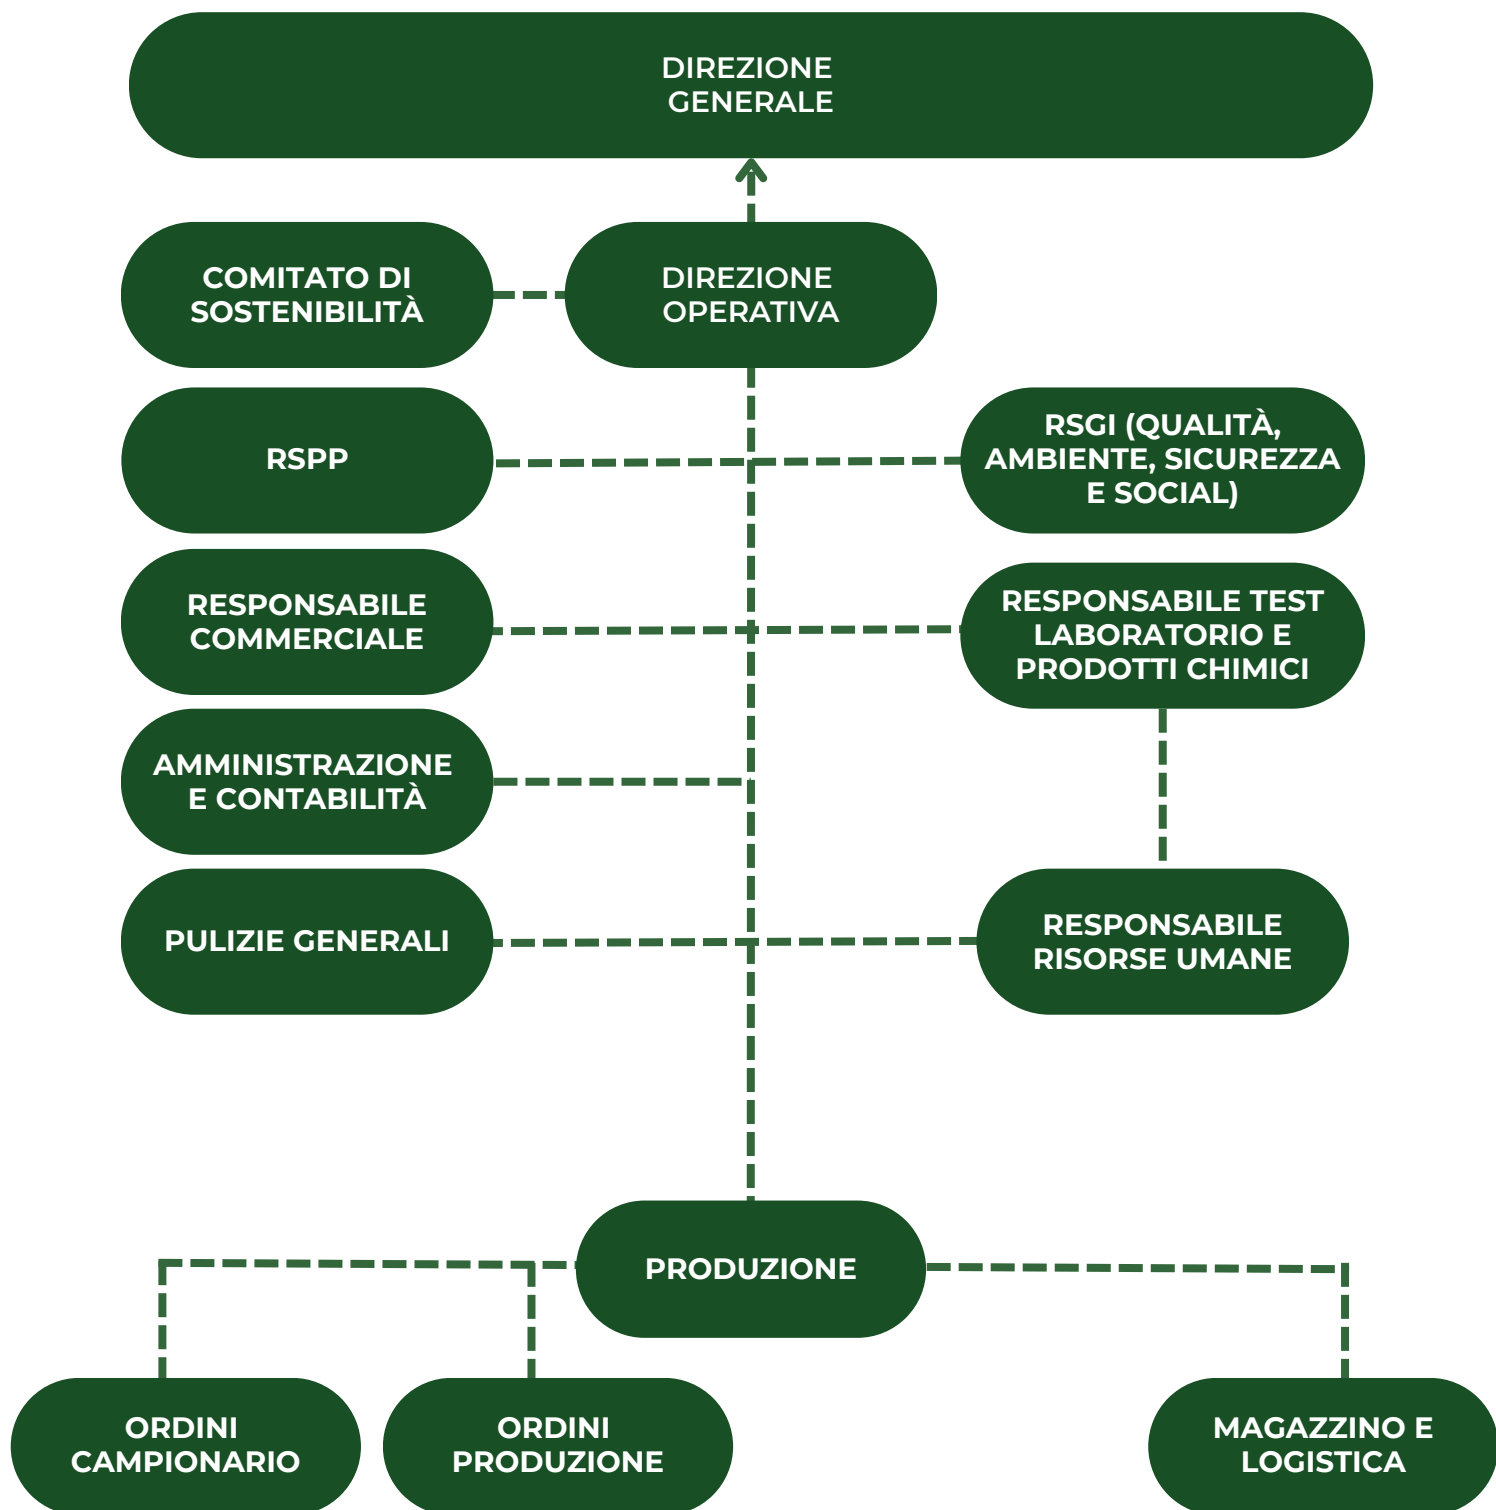 DIREZIONE
GENERALE
COMITATO DI
SOSTENIBILITÀ
DIREZIONE
OPERATIVA
RSPP
RSGI (QUALITÀ,
AMBIENTE, SICUREZZA
E SOCIAL)
RESPONSABILE
COMMERCIALE
RESPONSABILE TEST
LABORATORIO E
PRODOTTI CHIMICI
AMMINISTRAZIONE
E CONTABILITÀ
PULIZIE GENERALI
RESPONSABILE
RISORSE UMANE
PRODUZIONE
ORDINI
CAMPIONARIO
ORDINI
PRODUZIONE
MAGAZZINO E
LOGISTICA